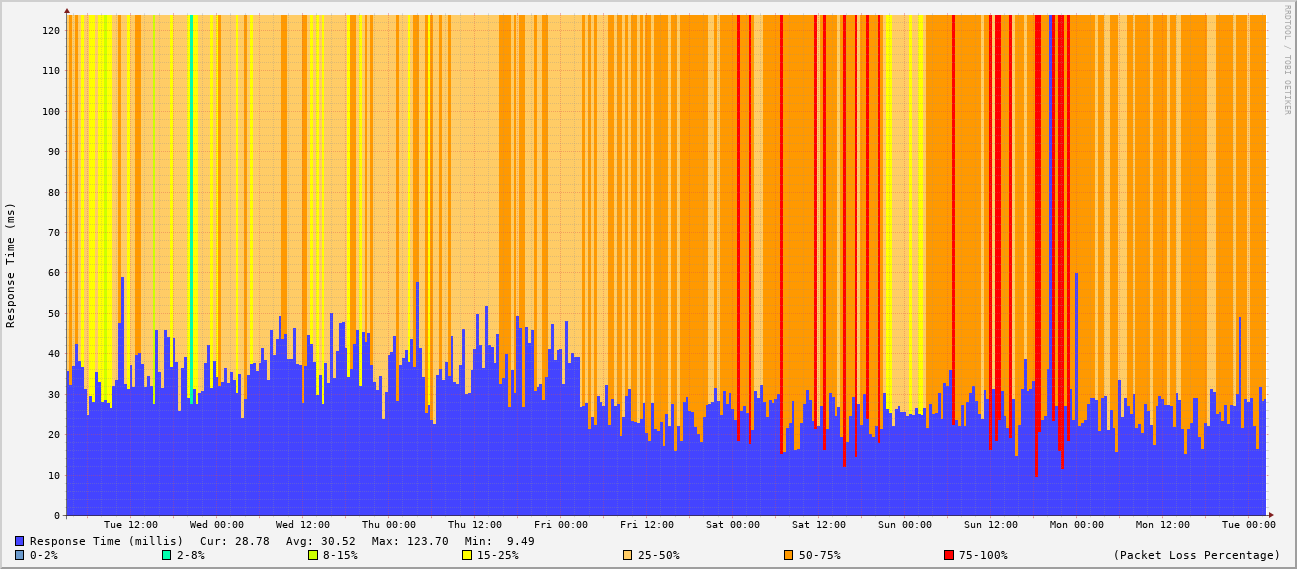 RRDTOOL / TOBI OETIKER
Response Time (ms)
120
110
100
90
80
70
60
50
40
30
20
10
0
Tue 12:00 Wed 00:00 Wed 12:00 Thu 00:00 Thu 12:00 Fri 00:00 Fri 12:00 Sat 00:00 Sat 12:00 Sun 00:00 Sun 12:00 Mon 00:00 Mon 12:00 Tue 00:00
Response Time (millis) Cur: 28.78 Avg: 30.52 Max: 123.70 Min: 9.49
0-2% 2-8% 8-15% 15-25% 25-50% 50-75% 75-100% (Packet Loss Percentage)